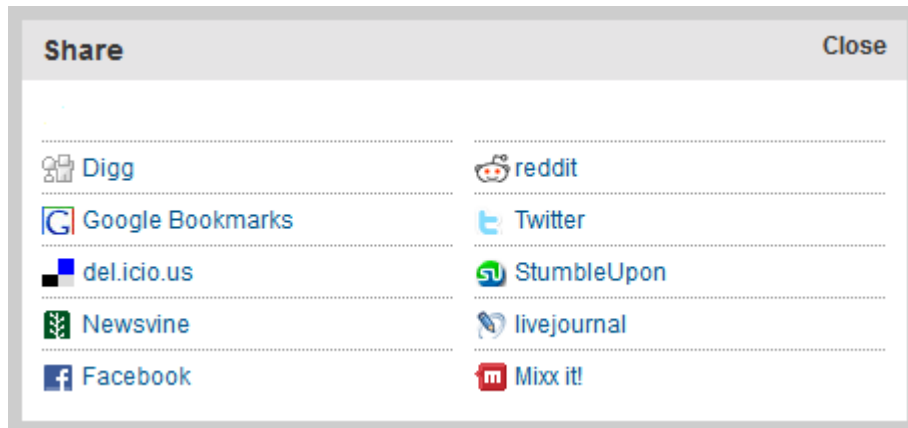 Share Close
Digg reddit
Google Bookmarks Twitter
del.icio.us StumbleUpon
Newsvine livejournal
Facebook Mixx it!